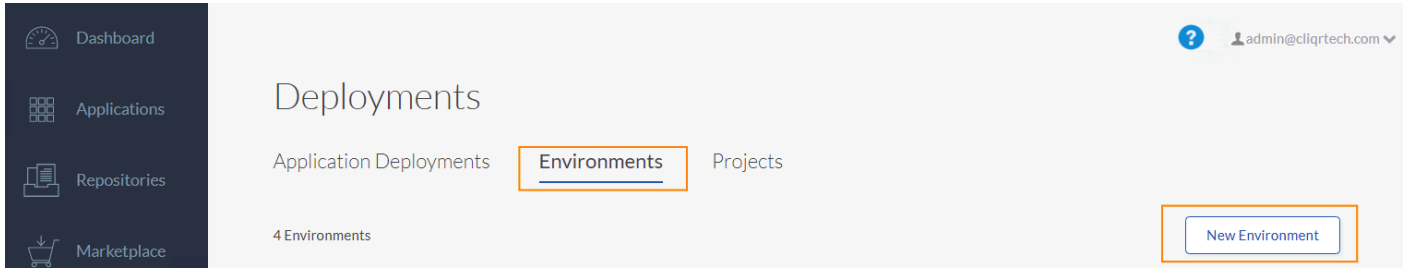 Dashboard
Applications
Repositories
Marketplace
? admin@cliqrtech.com
Deployments
Application Deployments Environments Projects
4 Environments New Environment